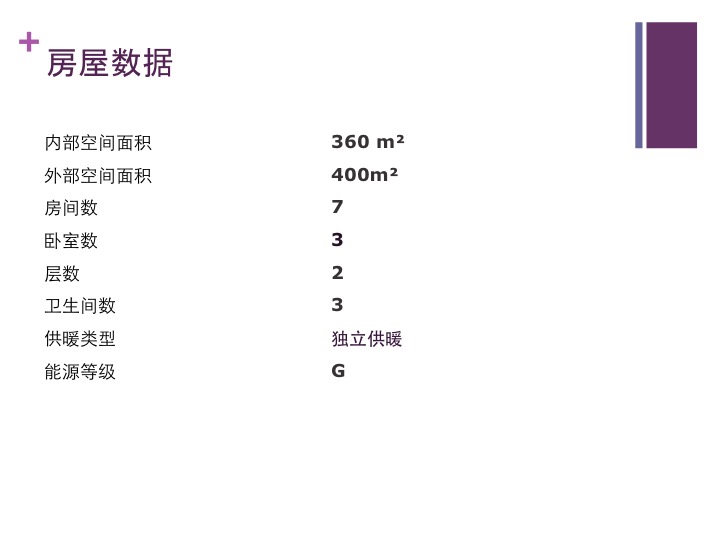 +
房屋数据
内部空间面积 360 m²
外部空间面积 400m²
房间数 7
卧室数 3
层数 2
卫生间数 3
供暖类型 独立供暖
能源等级 G